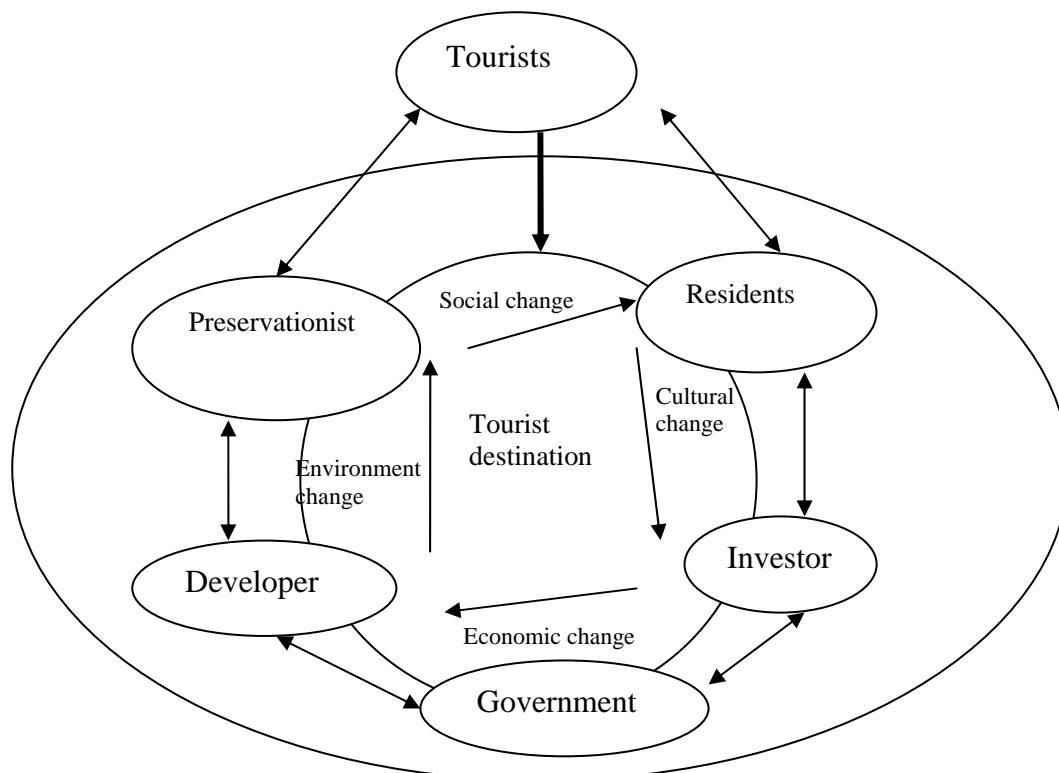 Tourists
Preservationist
Social change
Residents
Cultural
change
Tourist
destination
Environment
change
Developer
Investor
Economic change
Government